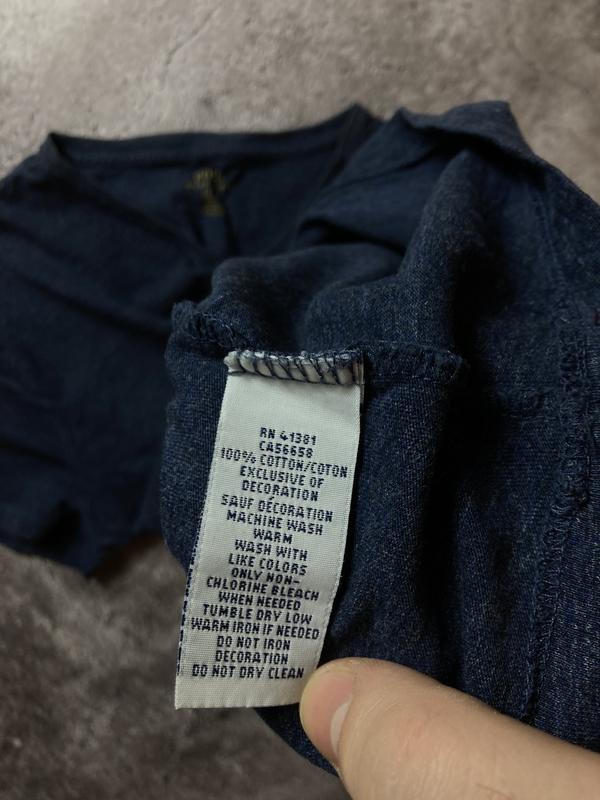 RN 41381
CA56658
100% COTTON/COTON
EXCLUSIVE OF
DECORATION
SAUF DÉCORATION
MACHINE WASH
WARM
WASH WITH
LIKE COLORS
ONLY NON-
CHLORINE BLEACH
WHEN NEEDED
TUMBLE DRY LOW
WARM IRON IF NEEDED
DO NOT IRON
DECORATION
DO NOT DRY CLEAN